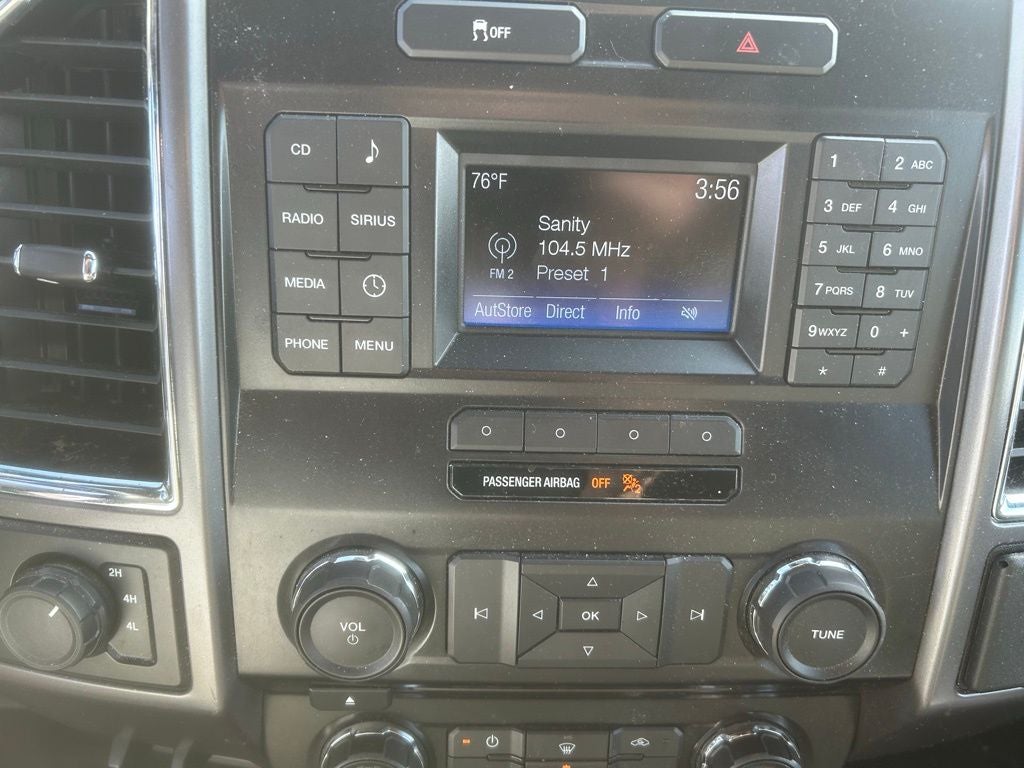 OFF
CD
RADIO SIRIUS
MEDIA
PHONE MENU
76°F 3:56
Sanity
104.5 MHz
FM 2 Preset 1
AutoStore Direct Info
1 2 ABC
3 DEF 4 GHI
5 JKL 6 MNO
7 PQRS 8 TUV
9 WXYZ 0 +
* #
PASSENGER AIRBAG OFF
2H
4H
4L
VOL
OK
TUNE